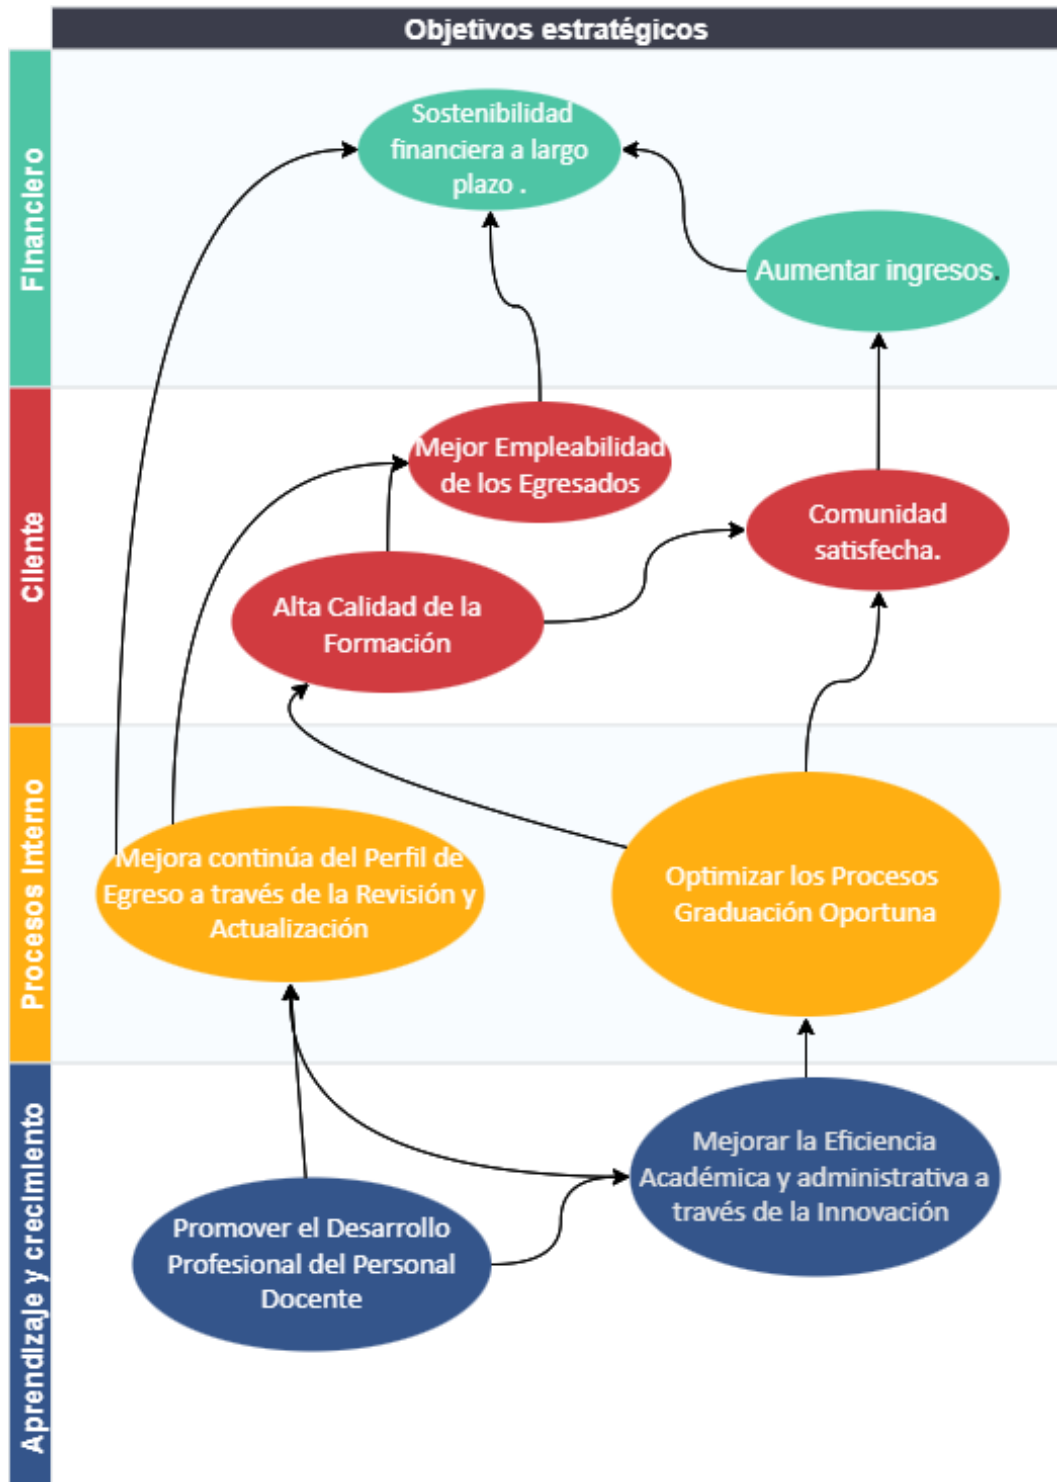 Objetivos estratégicos
Financiero
Sostenibilidad
financiera a largo
plazo .
Aumentar ingresos.
Cliente
Mejor Empleabilidad
de los Egresados
Comunidad
satisfecha.
Alta Calidad de la
Formación
Procesos Interno
Mejora continúa del Perfil de
Egreso a través de la Revisión y
Actualización
Optimizar los Procesos
Graduación Oportuna
Aprendizaje y crecimiento
Mejorar la Eficiencia
Académica y administrativa a
través de la Innovación
Promover el Desarrollo
Profesional del Personal
Docente